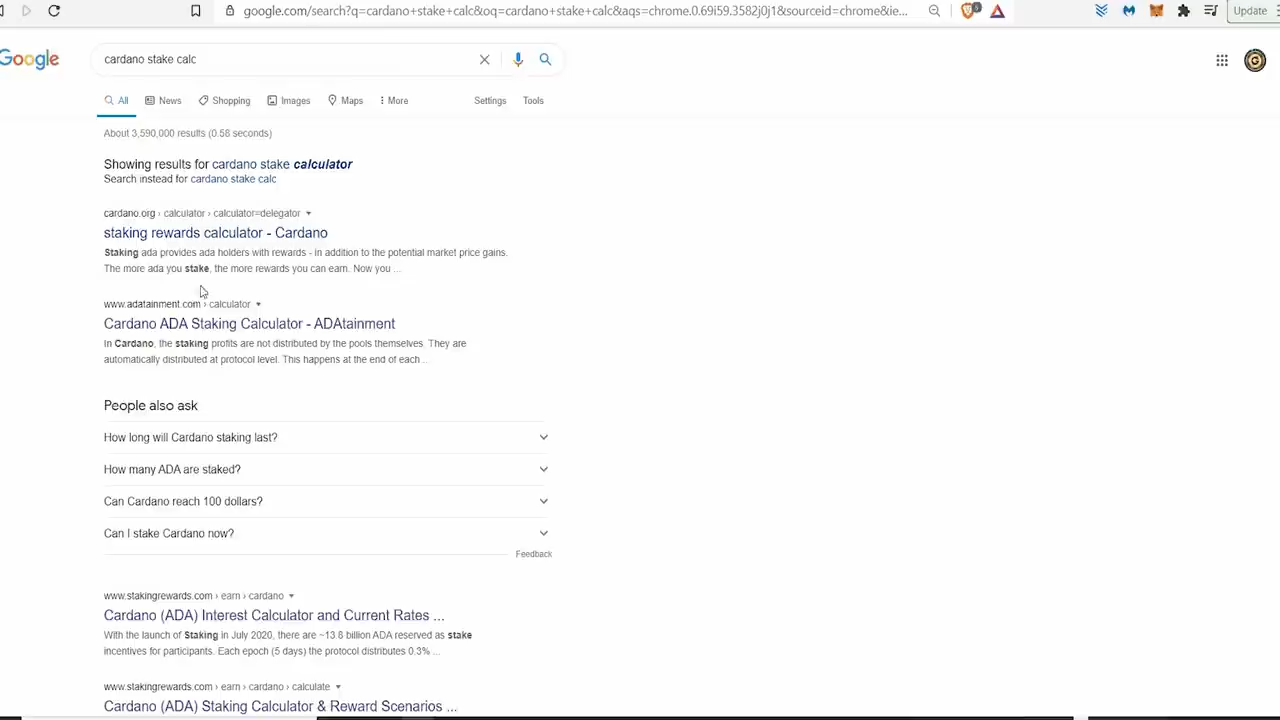 google.com/search?q=cardano+stake+calc&oq=cardano+stake+calc&aqs=chrome.0.69i59.3582j0j1&sourceid=chrome&ie...
Update
Google
cardano stake calc
All
News
Shopping
Images
Maps
More
Settings
Tools
About 3,590,000 results (0.58 seconds)
Showing results for cardano stake calculator
Search instead for cardano stake calc
cardano.org › calculator › calculator=delegator
staking rewards calculator - Cardano
Staking ada provides ada holders with rewards - in addition to the potential market price gains.
The more ada you stake, the more rewards you can earn. Now you ...
www.adatainment.com › calculator
Cardano ADA Staking Calculator - ADAtainment
In Cardano, the staking profits are not distributed by the pools themselves. They are
automatically distributed at protocol level. This happens at the end of each ...
People also ask
How long will Cardano staking last?
How many ADA are staked?
Can Cardano reach 100 dollars?
Can I stake Cardano now?
Feedback
www.stakingrewards.com › earn › cardano
Cardano (ADA) Interest Calculator and Current Rates ...
With the launch of Staking in July 2020, there are ~13.8 billion ADA reserved as stake
incentives for participants. Each epoch (5 days) the protocol distributes 0.3% ...
www.stakingrewards.com › earn › cardano › calculate
Cardano (ADA) Staking Calculator & Reward Scenarios ...